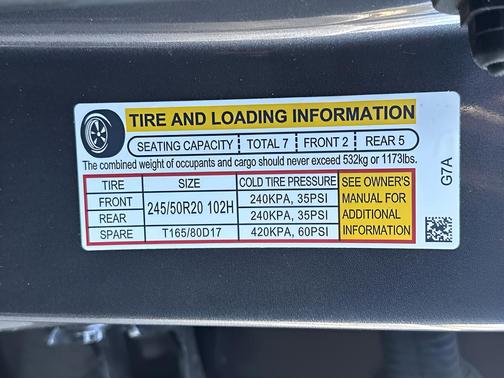 TIRE AND LOADING INFORMATION
SEATING CAPACITY TOTAL 7 FRONT 2 REAR 5
The combined weight of occupants and cargo should never exceed 532kg or 1173lbs.
TIRE SIZE COLD TIRE PRESSURE SEE OWNER'S
FRONT 245/50R20 102H 240KPA, 35PSI MANUAL FOR
REAR 240KPA, 35PSI ADDITIONAL
SPARE T165/80D17 420KPA, 60PSI INFORMATION
G7A